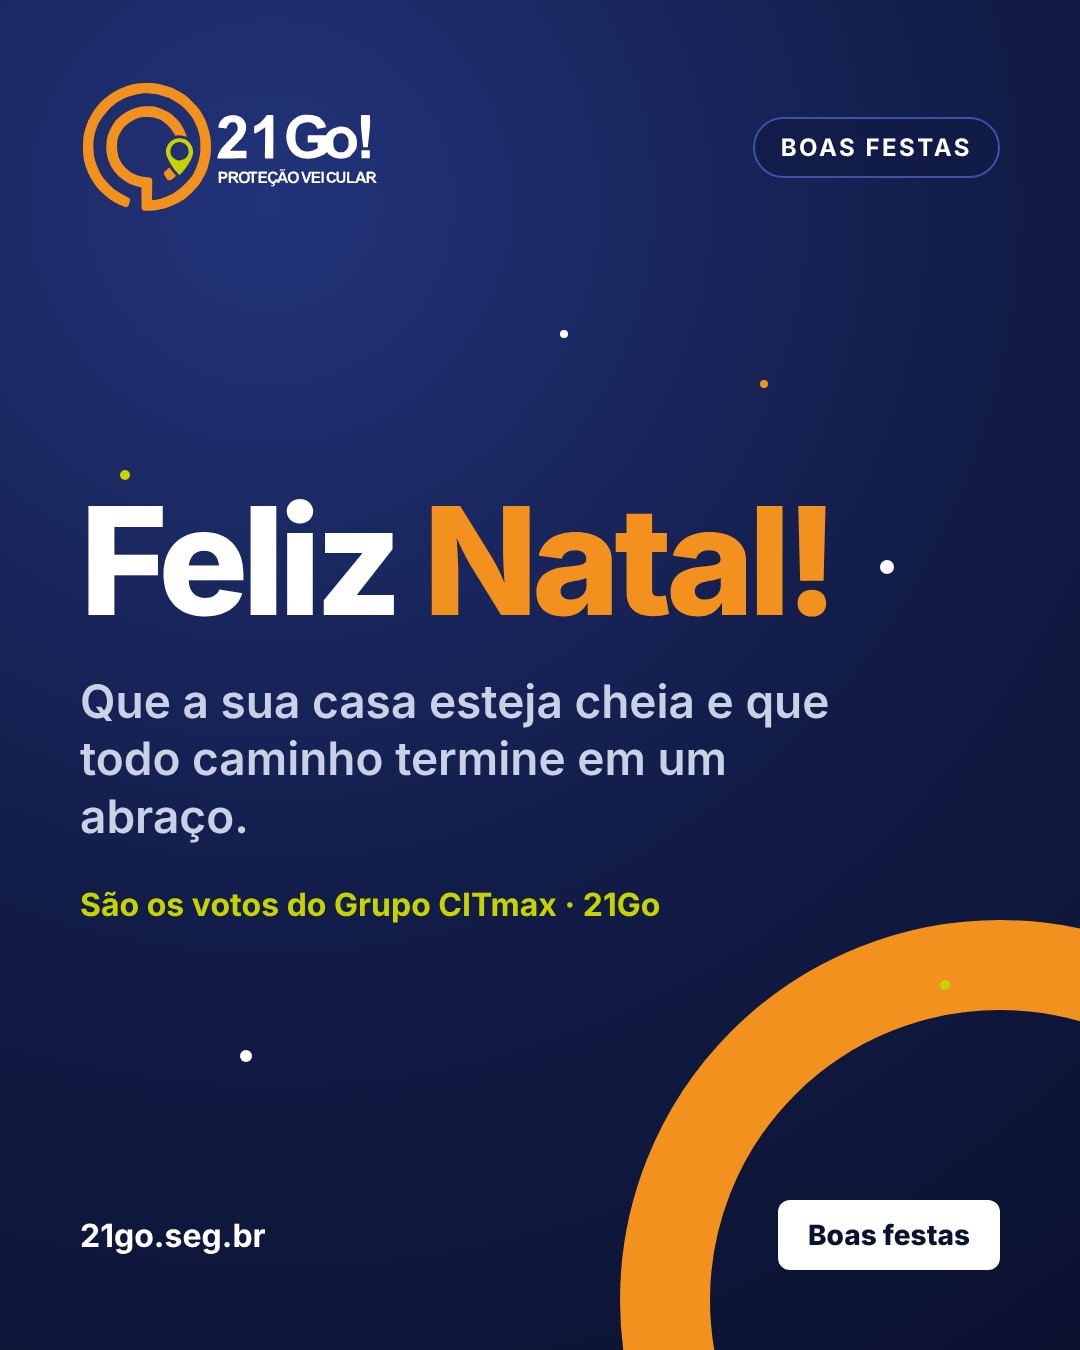 21Go!
PROTEÇÃO VEICULAR
BOAS FESTAS
Feliz Natal!
Que a sua casa esteja cheia e que
todo caminho termine em um
abraço.
São os votos do Grupo CITmax · 21Go
21go.seg.br
Boas festas